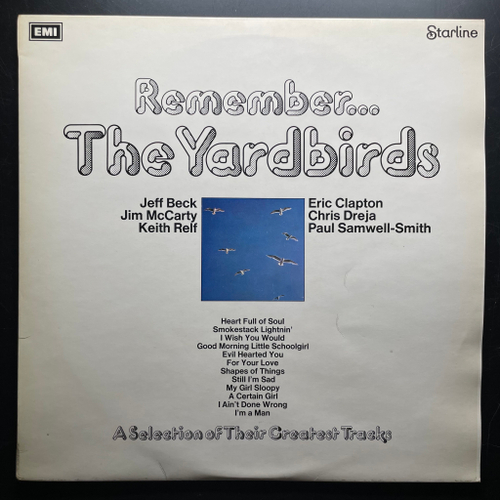 EMI
Starline
Remember...
The Yardbirds
Jeff Beck
Jim McCarty
Keith Relf
Eric Clapton
Chris Dreja
Paul Samwell-Smith
Heart Full of Soul
Smokestack Lightnin'
I Wish You Would
Good Morning Little Schoolgirl
Evil Hearted You
For Your Love
Shapes of Things
Still I'm Sad
My Girl Sloopy
A Certain Girl
I Ain't Done Wrong
I'm a Man
A Selection of Their Greatest Tracks